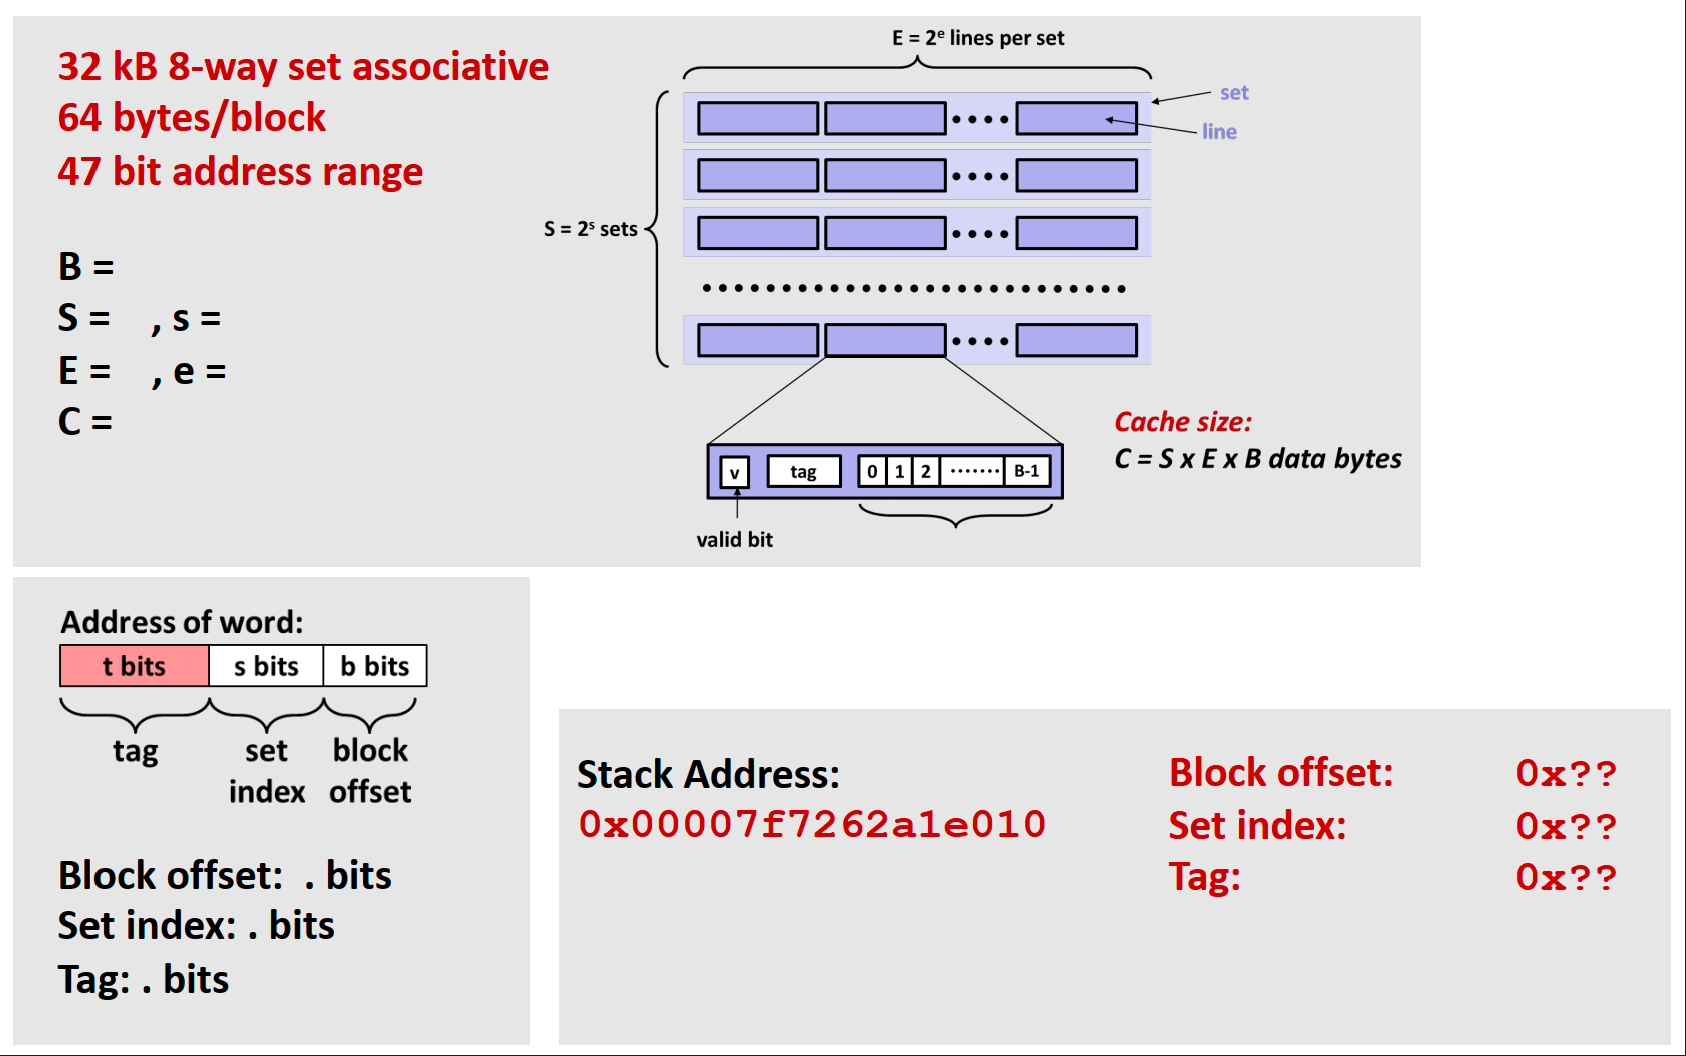 32 kB 8-way set associative
64 bytes/block
47 bit address range
B =
S = , s =
E = , e =
C =
E = 2ᵉ lines per set
set
line
S = 2ˢ sets
v
tag
0 1 2 ······· B-1
valid bit
Cache size:
C = S x E x B data bytes
Address of word:
t bits s bits b bits
tag set block
index offset
Block offset: . bits
Set index: . bits
Tag: . bits
Stack Address:
0x00007f7262a1e010
Block offset: 0x??
Set index: 0x??
Tag: 0x??